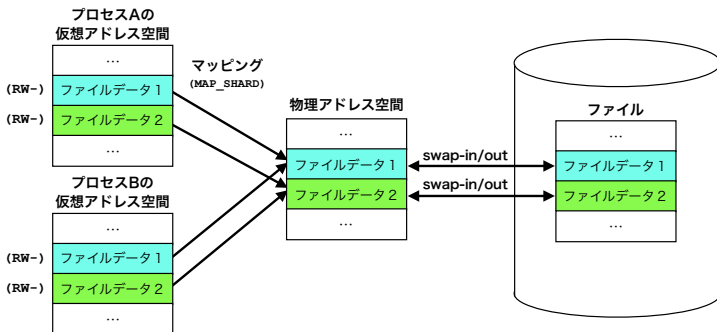 プロセスAの
仮想アドレス空間
…
(RW-) ファイルデータ1
(RW-) ファイルデータ2
…
マッピング
(MAP_SHARD)
プロセスBの
仮想アドレス空間
…
(RW-) ファイルデータ1
(RW-) ファイルデータ2
…
物理アドレス空間
…
ファイルデータ1
ファイルデータ2
…
swap-in/out
swap-in/out
ファイル
…
ファイルデータ1
ファイルデータ2
…